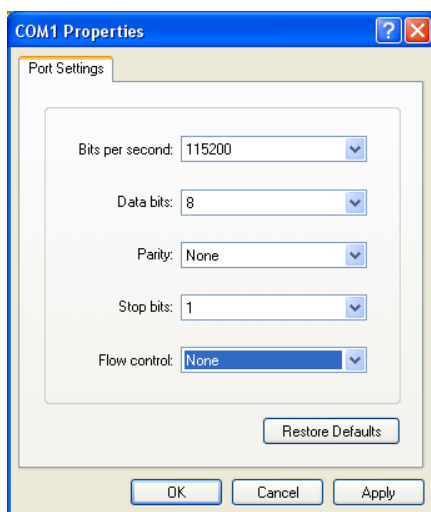 COM1 Properties
Port Settings
Bits per second: 115200
Data bits: 8
Parity: None
Stop bits: 1
Flow control: None
Restore Defaults
OK Cancel Apply